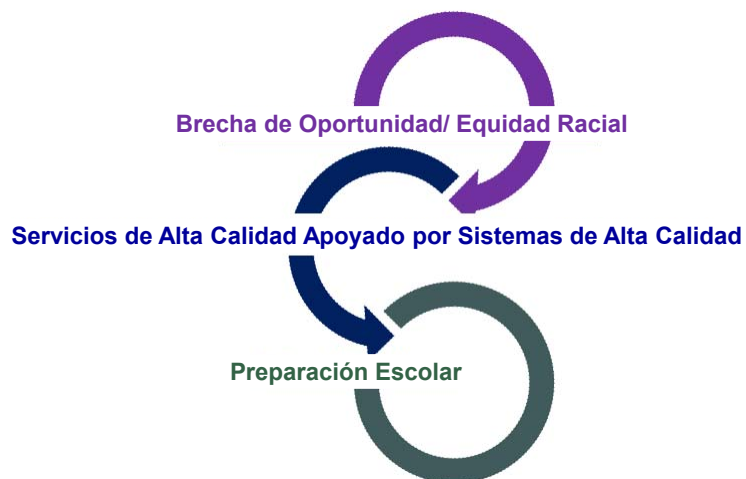 Brecha de Oportunidad/ Equidad Racial
Servicios de Alta Calidad Apoyado por Sistemas de Alta Calidad
Preparación Escolar